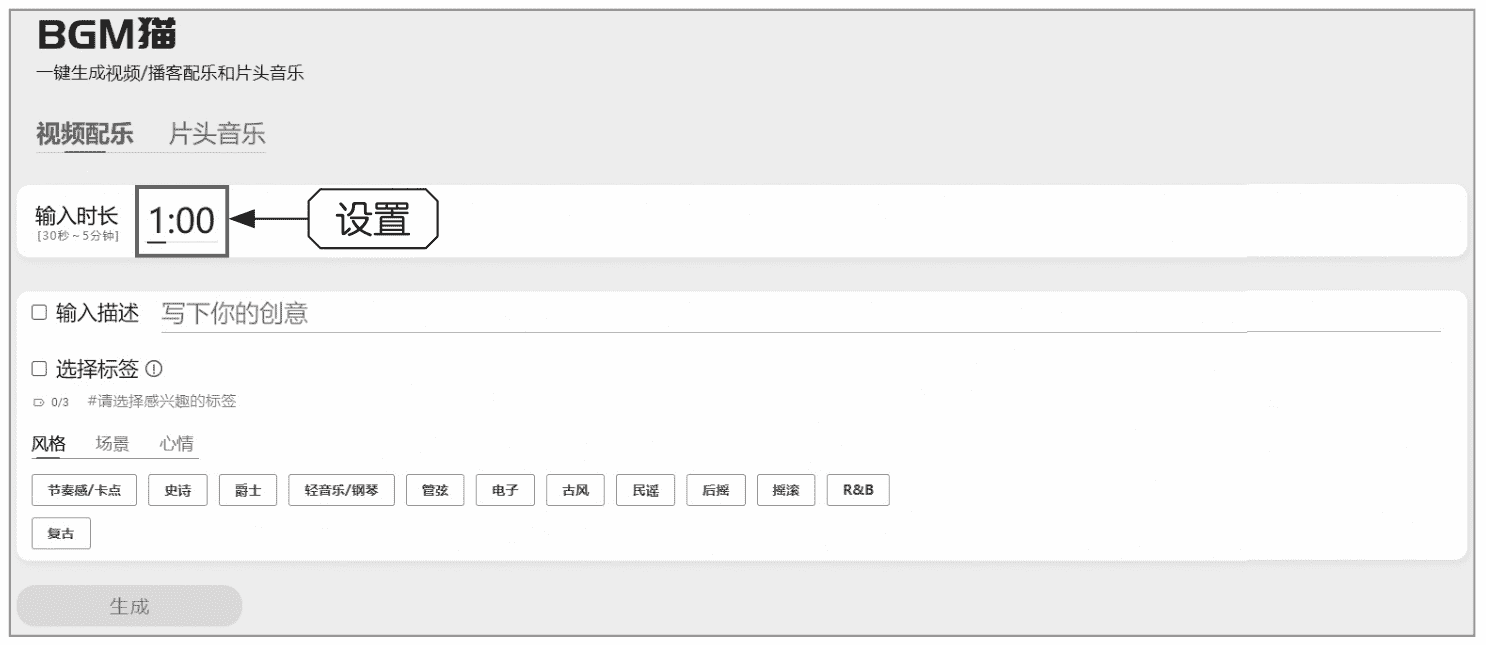 BGM猫
一键生成视频/播客配乐和片头音乐
视频配乐 片头音乐
输入时长 1:00 设置
[30秒~5分钟]
输入描述 写下你的创意
选择标签
0/3 #请选择感兴趣的标签
风格 场景 心情
节奏感/卡点 史诗 爵士 轻音乐/钢琴 管弦 电子 古风 民谣 后摇 摇滚 R&B
复古
生成